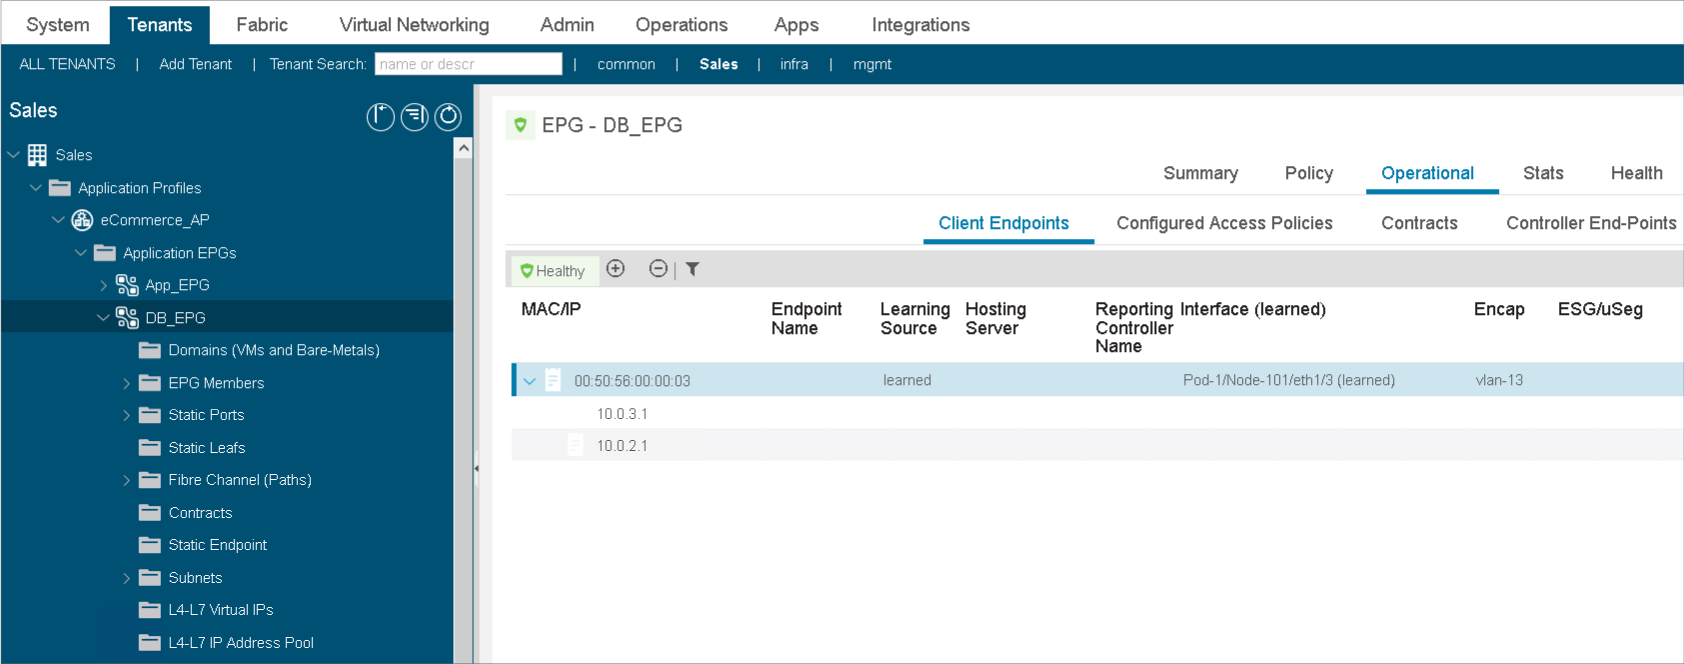 System Tenants Fabric Virtual Networking Admin Operations Apps Integrations
ALL TENANTS | Add Tenant | Tenant Search: name or descr | common | Sales | infra | mgmt
Sales
Sales
Application Profiles
eCommerce_AP
Application EPGs
App_EPG
DB_EPG
Domains (VMs and Bare-Metals)
EPG Members
Static Ports
Static Leafs
Fibre Channel (Paths)
Contracts
Static Endpoint
Subnets
L4-L7 Virtual IPs
L4-L7 IP Address Pool
EPG - DB_EPG
Summary Policy Operational Stats Health
Client Endpoints Configured Access Policies Contracts Controller End-Points
Healthy
MAC/IP Endpoint Learning Hosting Reporting Interface (learned) Encap ESG/uSeg
Name Source Server Controller
Name
00:50:56:00:00:03 learned Pod-1/Node-101/eth1/3 (learned) vlan-13
10.0.3.1
10.0.2.1